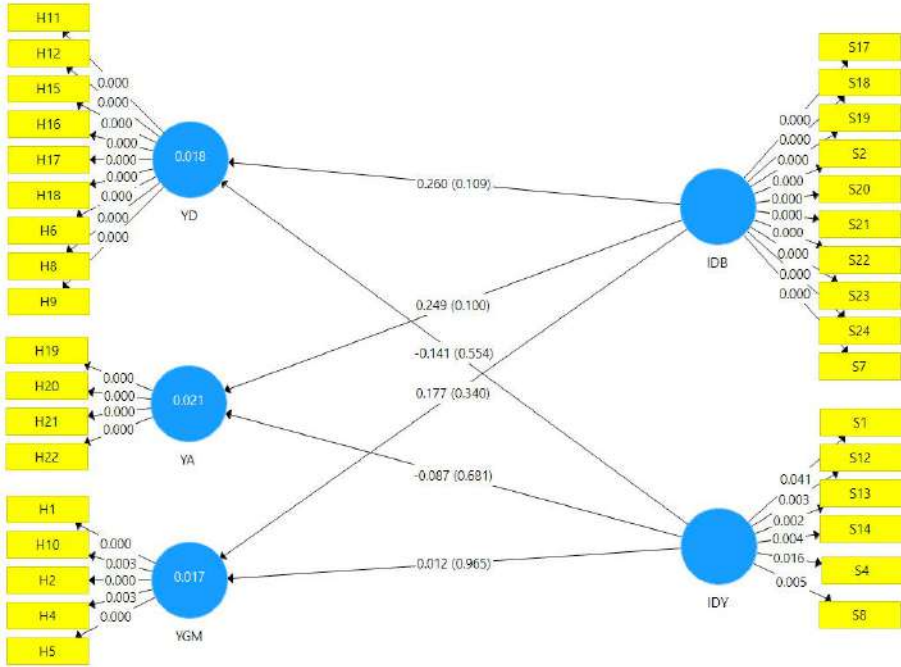 H11
H12
H15
H16
H17
H18
H6
H8
H9
0.000
0.000
0.000
0.000
0.000
0.000
0.000
0.000
0.000
0.018
YD
H19
H20
H21
H22
0.000
0.000
0.000
0.000
0.021
YA
H1
H10
H2
H4
H5
0.000
0.003
0.000
0.003
0.000
0.017
YGM
0.260 (0.109)
0.249 (0.100)
-0.141 (0.554)
0.177 (0.340)
-0.087 (0.681)
0.012 (0.965)
IDB
0.000
0.000
0.000
0.000
0.000
0.000
0.000
0.000
0.000
0.000
S17
S18
S19
S2
S20
S21
S22
S23
S24
S7
IDY
0.041
0.003
0.002
0.004
0.016
0.005
S1
S12
S13
S14
S4
S8